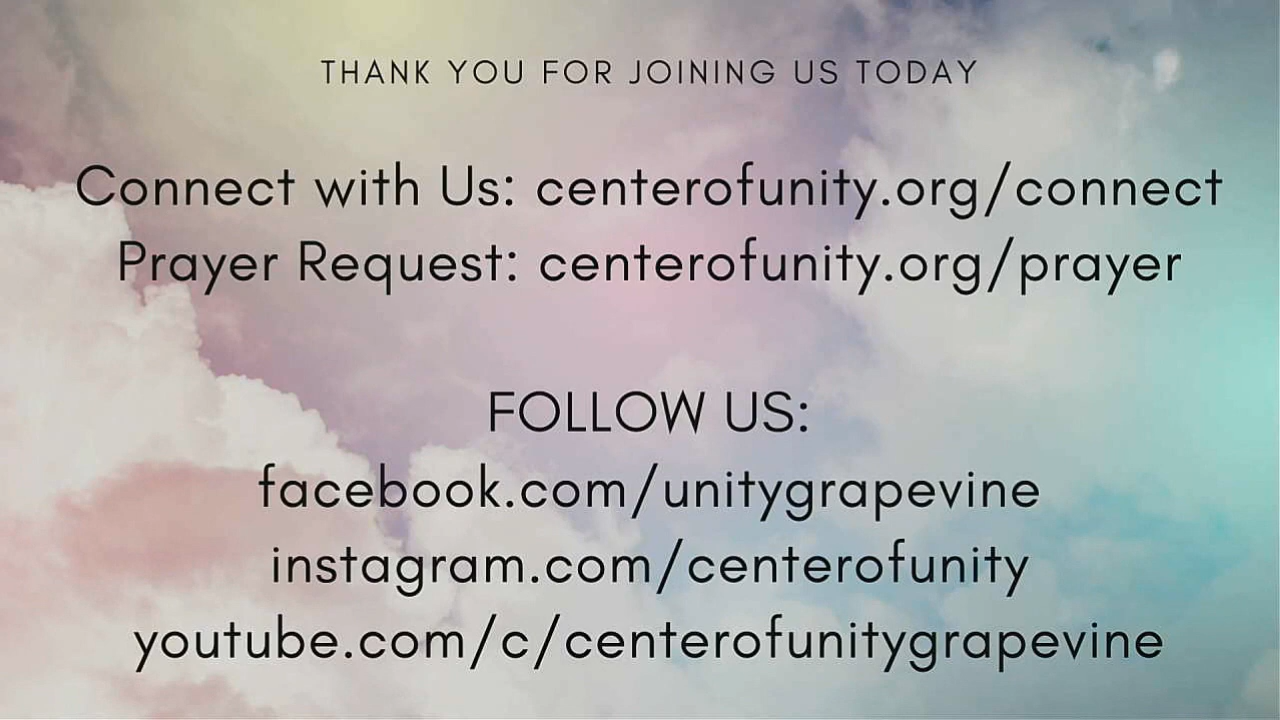 THANK YOU FOR JOINING US TODAY
Connect with Us: centerofunity.org/connect
Prayer Request: centerofunity.org/prayer
FOLLOW US:
facebook.com/unitygrapevine
instagram.com/centerofunity
youtube.com/c/centerofunitygrapevine